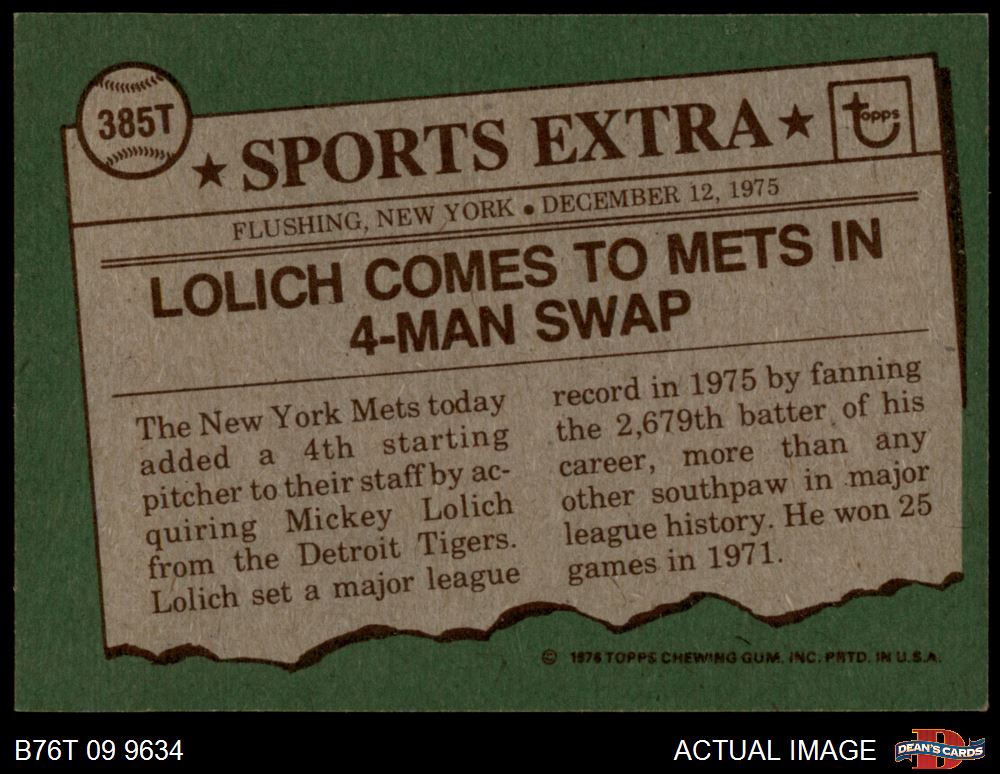 385T
★ SPORTS EXTRA ★
topps
FLUSHING, NEW YORK • DECEMBER 12, 1975
LOLICH COMES TO METS IN
4-MAN SWAP
The New York Mets today
added a 4th starting
pitcher to their staff by ac-
quiring Mickey Lolich
from the Detroit Tigers.
Lolich set a major league
record in 1975 by fanning
the 2,679th batter of his
career, more than any
other southpaw in major
league history. He won 25
games in 1971.
© 1976 TOPPS CHEWING GUM, INC. PRTD. IN U.S.A.
B76T 09 9634
ACTUAL IMAGE
D
DEAN'S CARDS